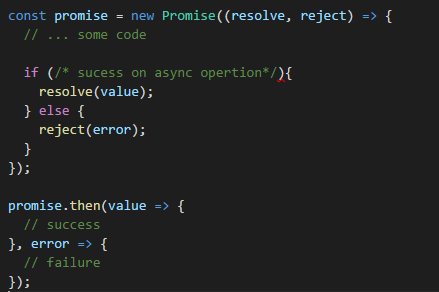 const promise = new Promise((resolve, reject) => {
  // ... some code

  if (/* sucess on async opertion*/){
    resolve(value);
  } else {
    reject(error);
  }
});

promise.then(value => {
  // success
}, error => {
  // failure
});